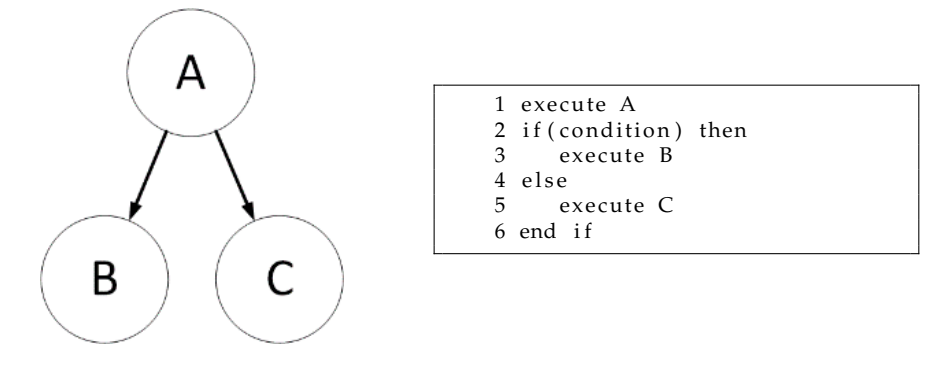 A
B
C
1 execute A
2 if(condition) then
3 execute B
4 else
5 execute C
6 end if